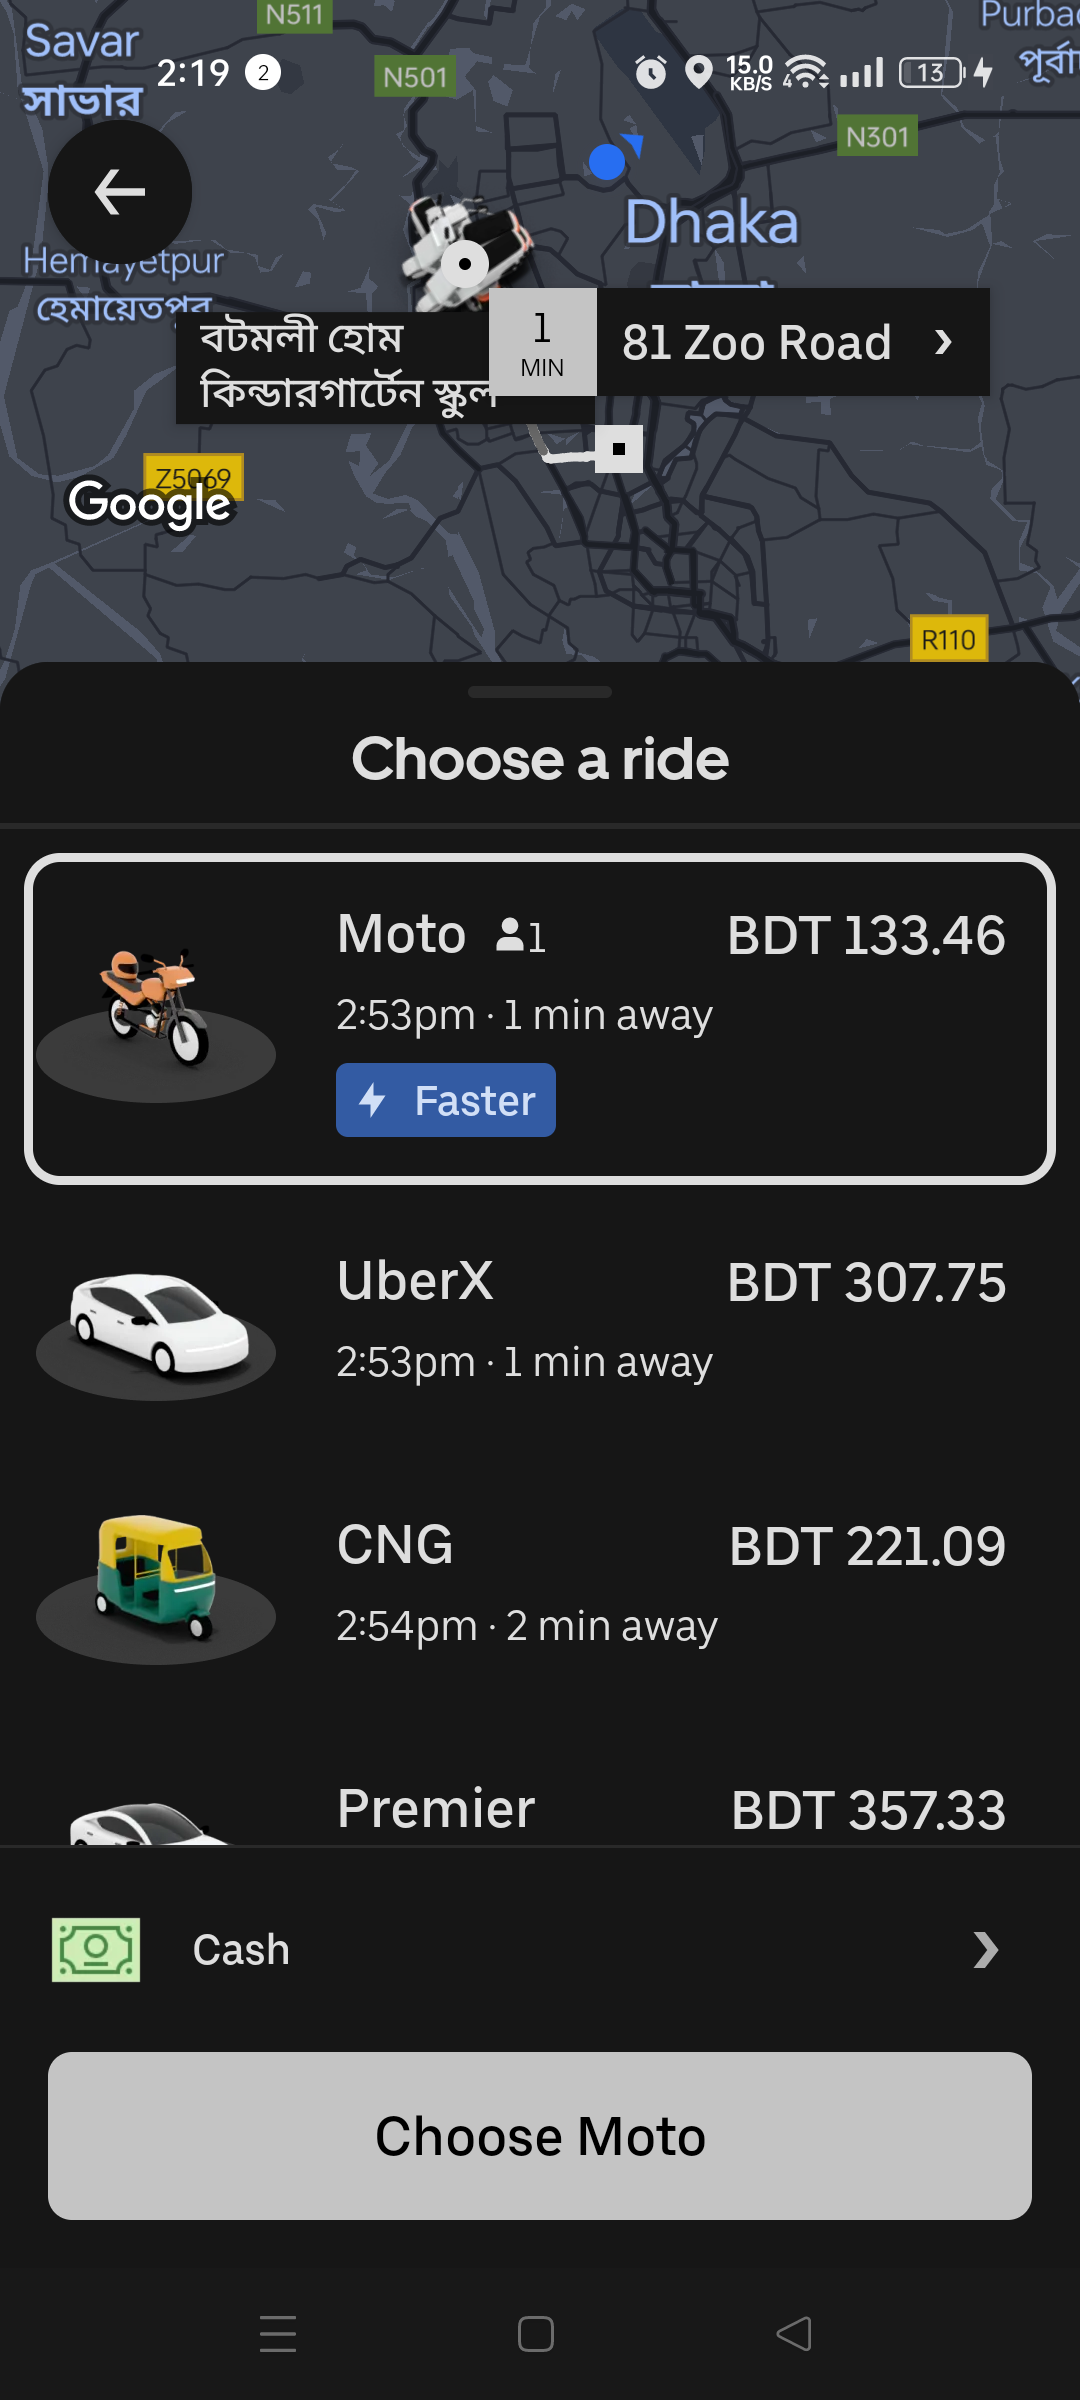 N511
Savar
সাভার
2:19
2
N501
15.0
KB/S
4
13
N301
Dhaka
Hemayetpur
হেমায়েতপুর
বটমলী হোম
কিন্ডারগার্টেন স্কুল
1
MIN
81 Zoo Road
Z5069
Google
R110
Choose a ride
Moto 1 BDT 133.46
2:53pm · 1 min away
Faster
UberX BDT 307.75
2:53pm · 1 min away
CNG BDT 221.09
2:54pm · 2 min away
Premier BDT 357.33
Cash
Choose Moto